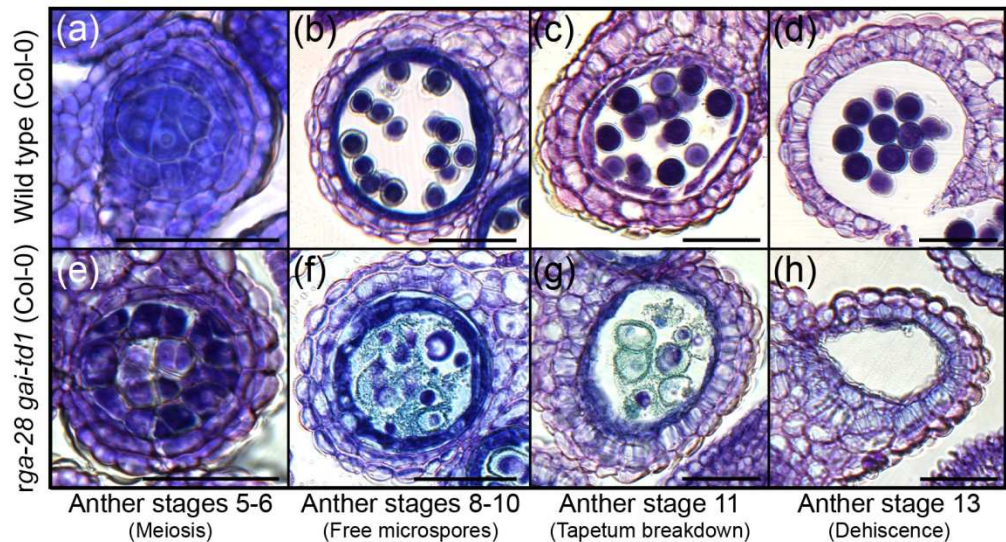 Wild type (Col-0)
(a)
(b)
(c)
(d)
rga-28 gai-td1 (Col-0)
(e)
(f)
(g)
(h)
Anther stages 5-6
(Meiosis)
Anther stages 8-10
(Free microspores)
Anther stage 11
(Tapetum breakdown)
Anther stage 13
(Dehiscence)